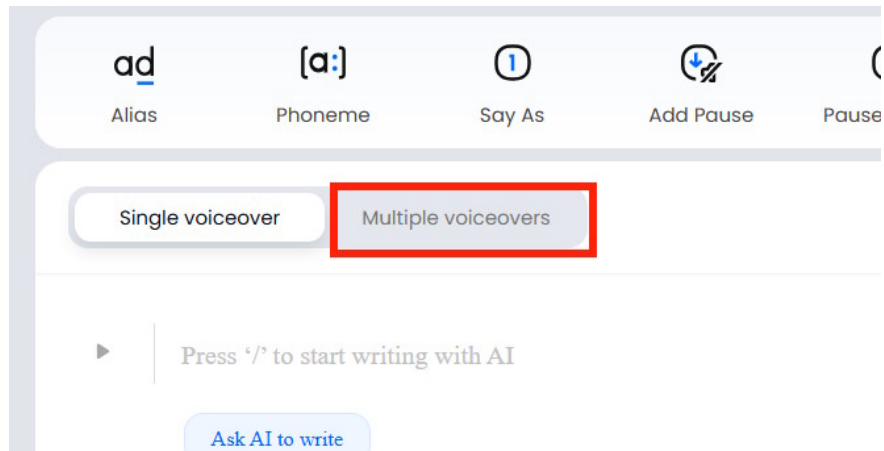 ad [a:] 1
Alias Phoneme Say As Add Pause Pause
Single voiceover Multiple voiceovers
Press ‘/’ to start writing with AI
Ask AI to write